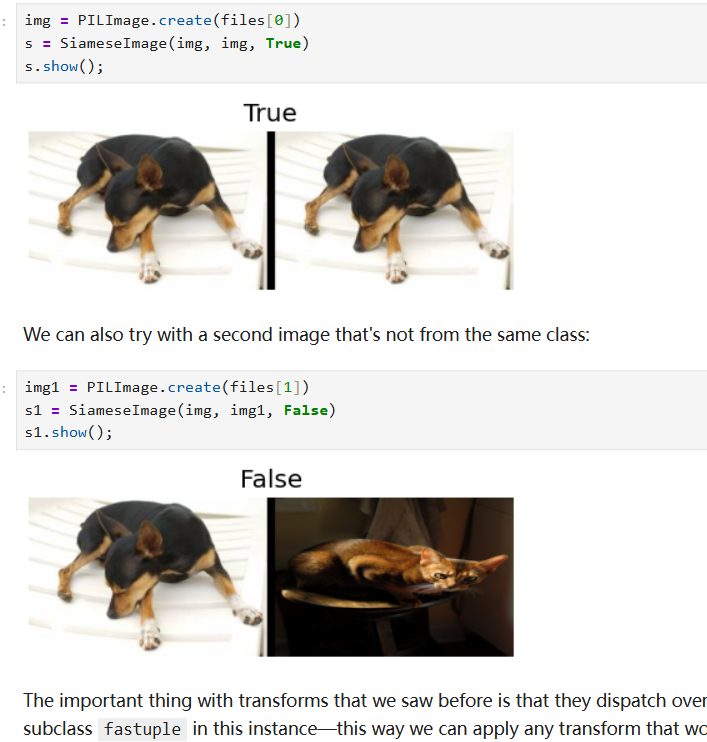 : img = PILImage.create(files[0])
s = SiameseImage(img, img, True)
s.show();
True
We can also try with a second image that's not from the same class:
: img1 = PILImage.create(files[1])
s1 = SiameseImage(img, img1, False)
s1.show();
False
The important thing with transforms that we saw before is that they dispatch over
subclass fastuple in this instance—this way we can apply any transform that wo